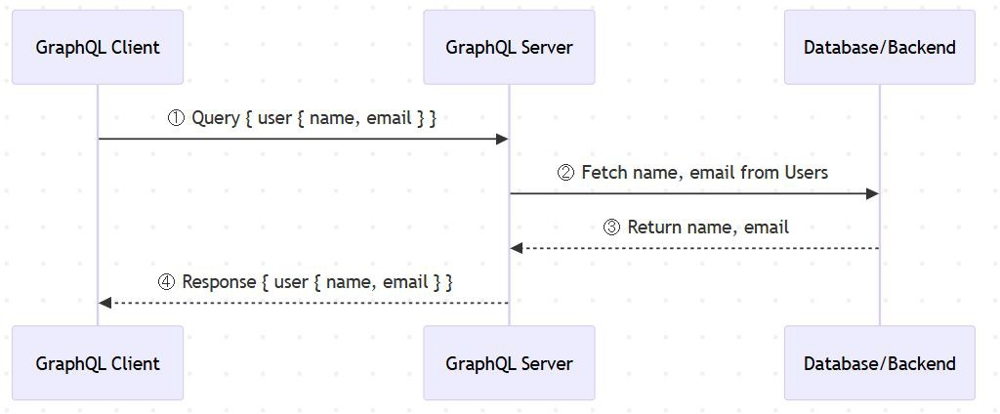 GraphQL Client
GraphQL Server
Database/Backend
① Query { user { name, email } }
② Fetch name, email from Users
③ Return name, email
④ Response { user { name, email } }
GraphQL Client
GraphQL Server
Database/Backend